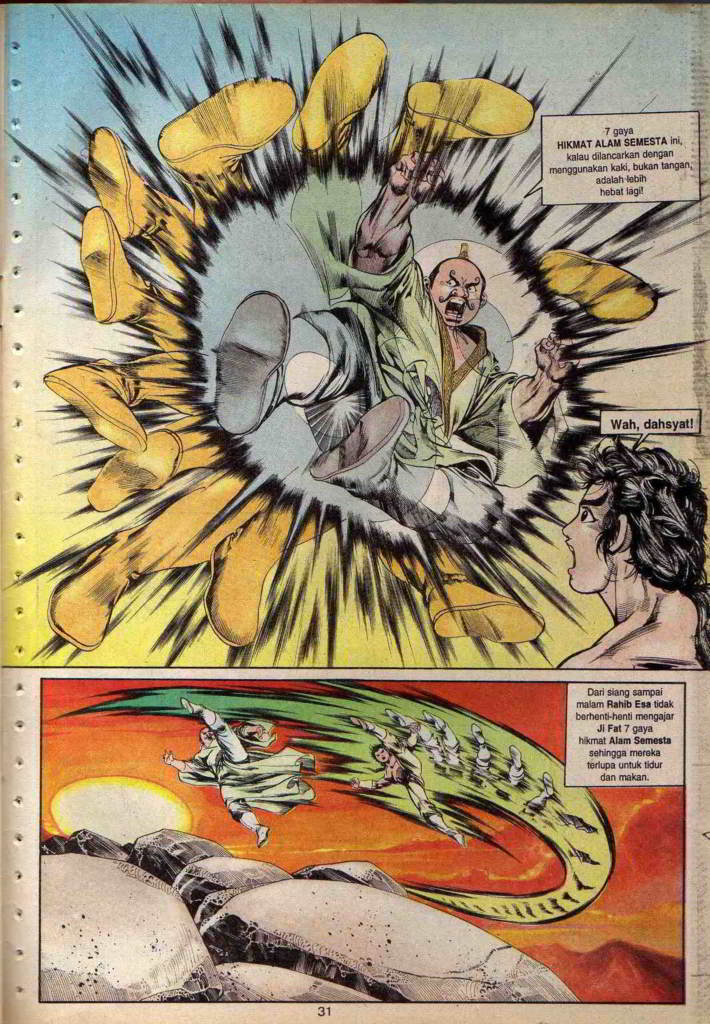 7 gaya
HIKMAT ALAM SEMESTA ini,
kalau dilancarkan dengan
menggunakan kaki, bukan tangan,
adalah lebih
hebat lagi!
Wah, dahsyat!
Dari siang sampai
malam Rahib Esa tidak
berhenti-henti mengajar
Ji Fat 7 gaya
hikmat Alam Semesta
sehingga mereka
terlupa untuk tidur
dan makan.
31